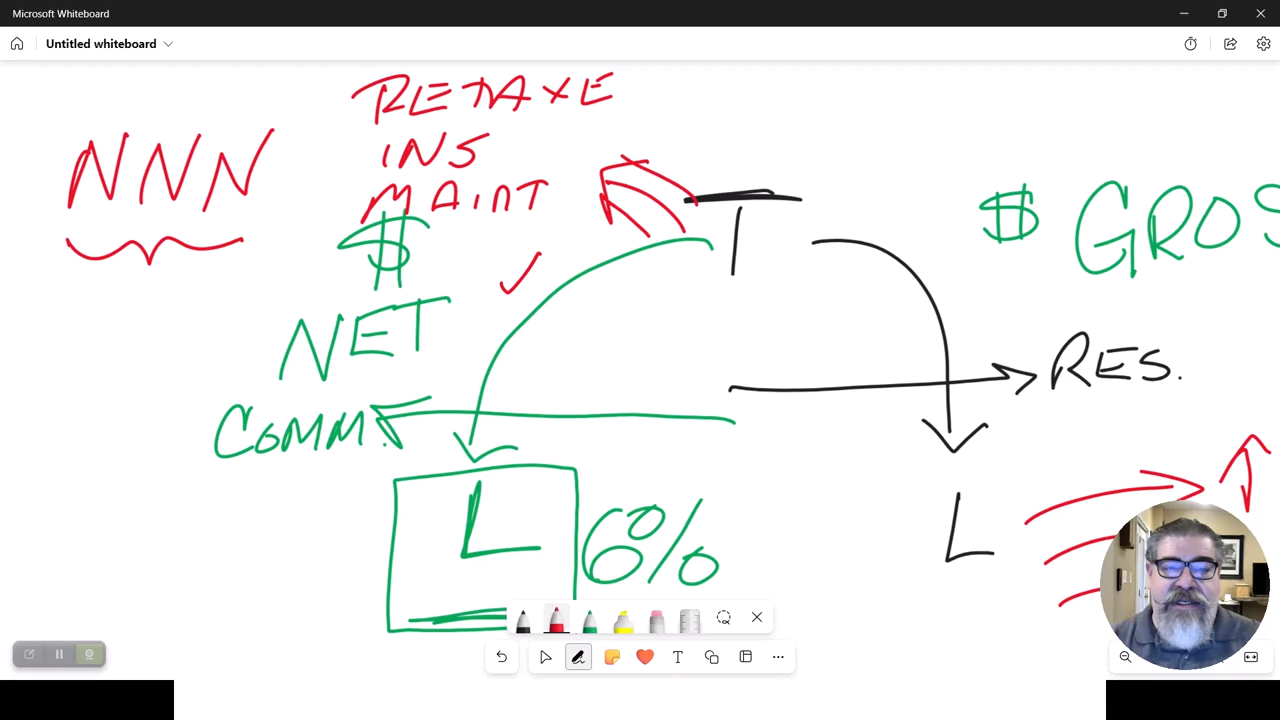 Microsoft Whiteboard
Untitled whiteboard
NNN
RETAXE
INS
MAINT
$
NET
COMM.
T
$ GROS
RES.
L
6%
L